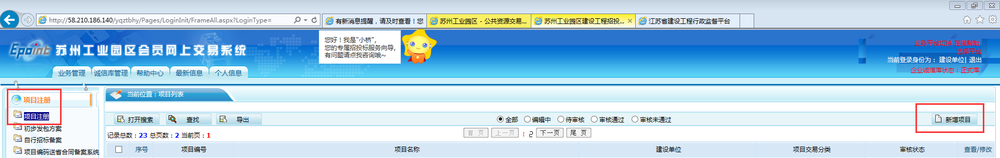 http://58.210.186.140/yqztbhy/Pages/LoginInit/FrameAll.aspx?LoginType=
有新消息提醒，请及时查看！您
苏州工业园区 - 公共资源交易...
苏州工业园区建设工程招投...
江苏省建设工程行政监督平台
您好！我是"小桥"，
您的专属招投标服务向导，
有问题请点我咨询哦~
Epoint 苏州工业园区会员网上交易系统
业务平台切换 在线帮助
选择平台
当前登录身份为： 建设单位| 退出
企业诚信库状态：正式库
业务管理 诚信库管理 帮助中心 最新信息 个人信息
项目注册
项目注册
初步发包方案
自行招标备案
项目编码送省合同备案系统
当前位置：项目列表
打开搜索 查找 导出 全部 编辑中 待审核 审核通过 审核未通过 新增项目
记录总数：23 总页数：2 当前页：1 首 页 上一页 1 2 下一页 尾 页
序号 项目编号 项目名称 建设单位 项目交易分类 审核状态 查看/修改